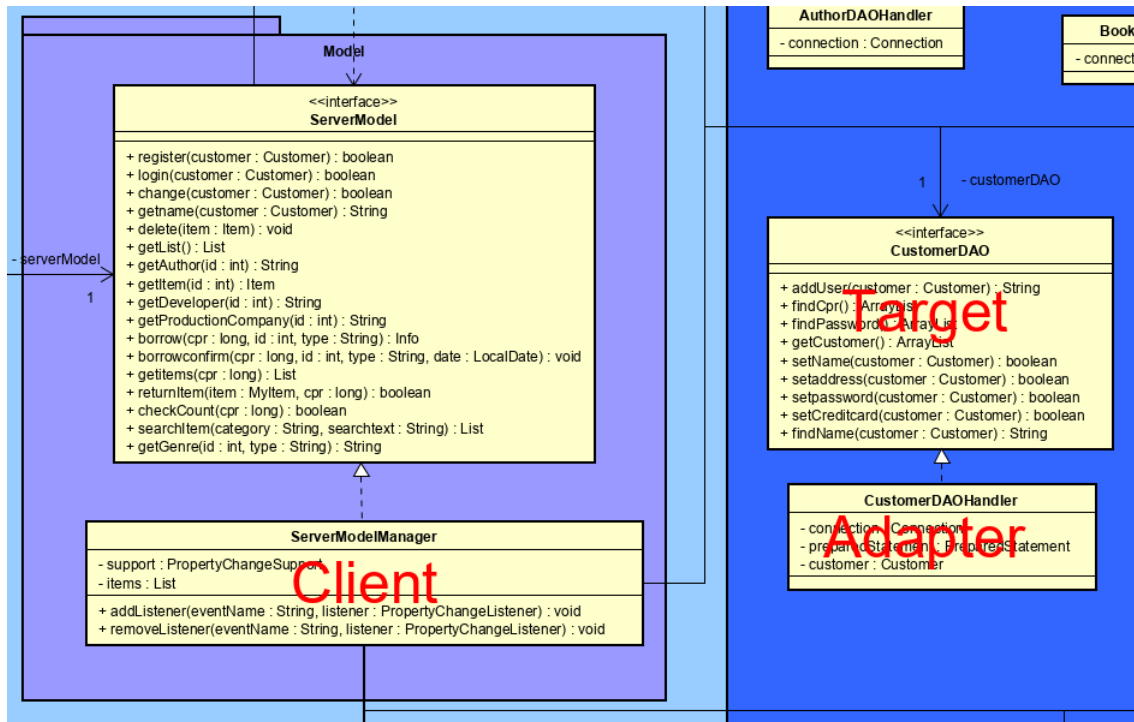 Model
<<interface>>
ServerModel
+ register(customer : Customer) : boolean
+ login(customer : Customer) : boolean
+ change(customer : Customer) : boolean
+ getname(customer : Customer) : String
+ delete(item : Item) : void
+ getList() : List
+ getAuthor(id : int) : String
+ getItem(id : int) : Item
+ getDeveloper(id : int) : String
+ getProductionCompany(id : int) : String
+ borrow(cpr : long, id : int, type : String) : Info
+ borrowconfirm(cpr : long, id : int, type : String, date : LocalDate) : void
+ getitems(cpr : long) : List
+ returnItem(item : MyItem, cpr : long) : boolean
+ checkCount(cpr : long) : boolean
+ searchItem(category : String, searchtext : String) : List
+ getGenre(id : int, type : String) : String
- serverModel
1
ServerModelManager
- support : PropertyChangeSupport
- items : List
Client
+ addListener(eventName : String, listener : PropertyChangeListener) : void
+ removeListener(eventName : String, listener : PropertyChangeListener) : void
AuthorDAOHandler
- connection : Connection
Book
- connect
1
- customerDAO
<<interface>>
CustomerDAO
+ addUser(customer : Customer) : String
+ findCpr() : ArrayList
+ findPassword() : ArrayList
+ getCustomer() : ArrayList
+ setName(customer : Customer) : boolean
+ setaddress(customer : Customer) : boolean
+ setpassword(customer : Customer) : boolean
+ setCreditcard(customer : Customer) : boolean
+ findName(customer : Customer) : String
Target
CustomerDAOHandler
- connection : Connection
- preparedStatement : PreparedStatement
- customer : Customer
Adapter